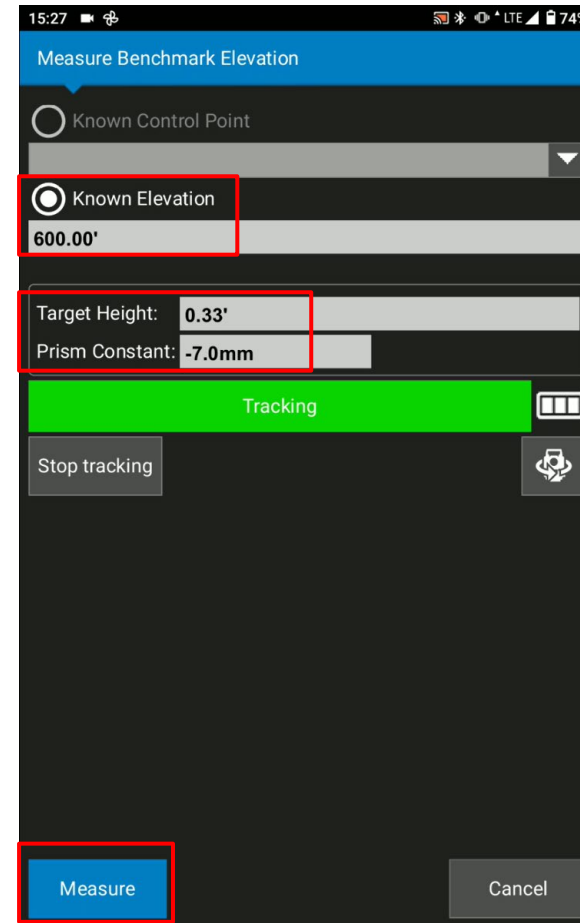 15:27 LTE 74%
Measure Benchmark Elevation
Known Control Point
Known Elevation
600.00'
Target Height: 0.33'
Prism Constant: -7.0mm
Tracking
Stop tracking
Measure Cancel